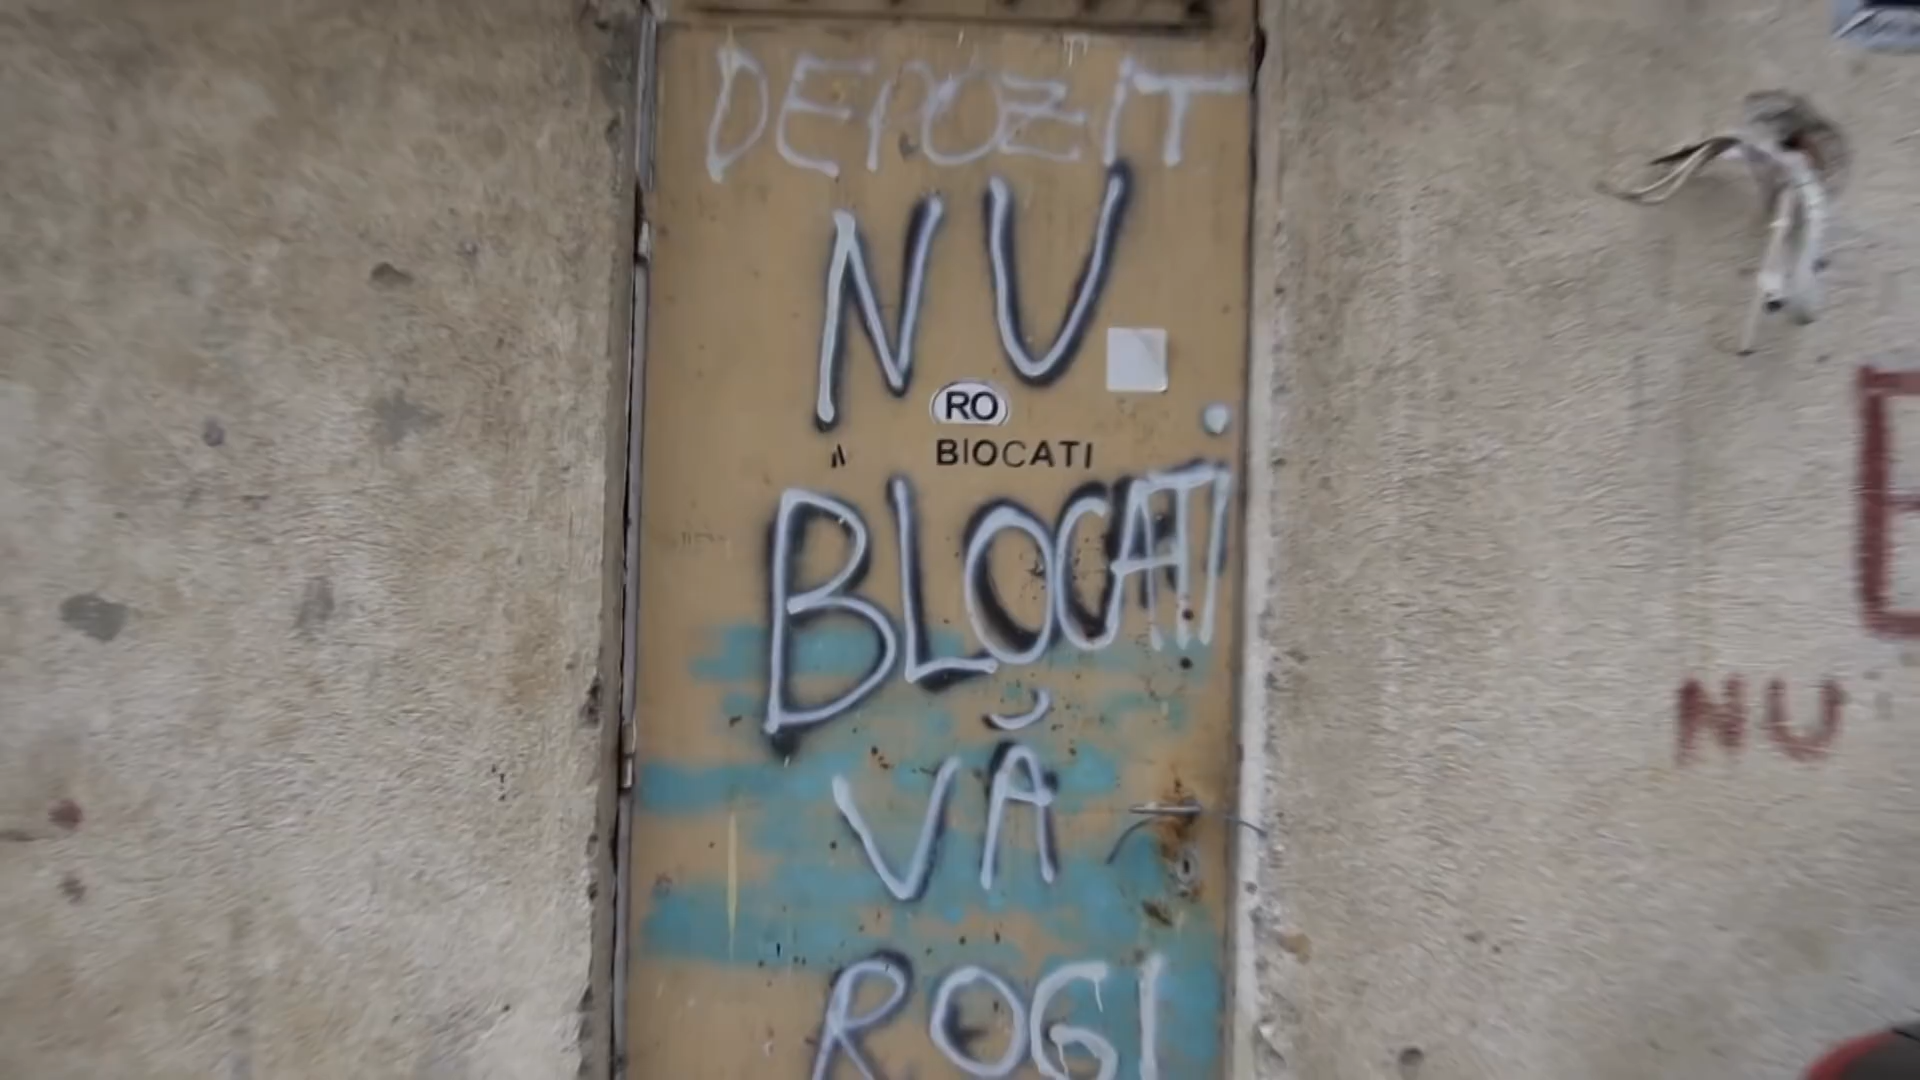 DEPOZIT
NU
RO
BIOCATI
BLOCATI
VĂ
ROGI
NU